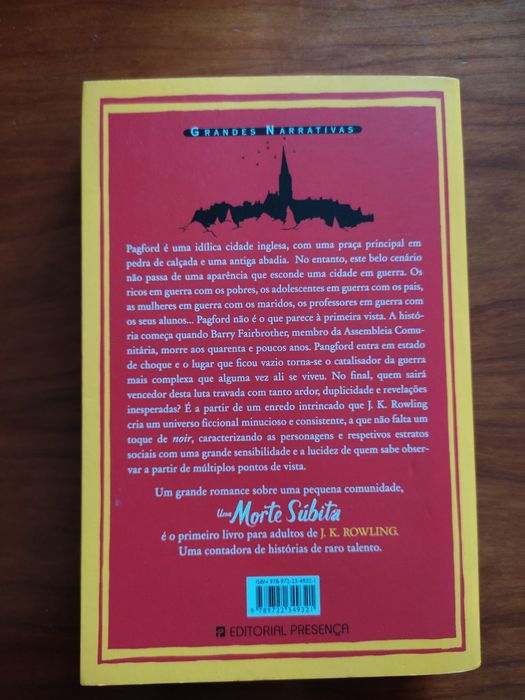 GRANDES NARRATIVAS
Pagford é uma idílica cidade inglesa, com uma praça principal em
pedra de calçada e uma antiga abadia. No entanto, este belo cenário
não passa de uma aparência que esconde uma cidade em guerra. Os
ricos em guerra com os pobres, os adolescentes em guerra com os pais,
as mulheres em guerra com os maridos, os professores em guerra com
os seus alunos... Pagford não é o que parece à primeira vista. A histó-
ria começa quando Barry Fairbrother, membro da Assembleia Comu-
nitária, morre aos quarenta e poucos anos. Pangford entra em estado
de choque e o lugar que ficou vazio torna-se o catalisador da guerra
mais complexa que alguma vez ali se viveu. No final, quem sairá
vencedor desta luta travada com tanto ardor, duplicidade e revelações
inesperadas? É a partir de um enredo intrincado que J. K. Rowling
cria um universo ficcional minucioso e consistente, a que não falta um
toque de noir, caracterizando as personagens e respetivos estratos
sociais com uma grande sensibilidade e a lucidez de quem sabe obser-
var a partir de múltiplos pontos de vista.
Um grande romance sobre uma pequena comunidade,
Uma Morte Súbita
é o primeiro livro para adultos de J. K. ROWLING.
Uma contadora de histórias de raro talento.
ISBN 978-972-23-4932-1
9 789722 349321
EDITORIAL PRESENÇA